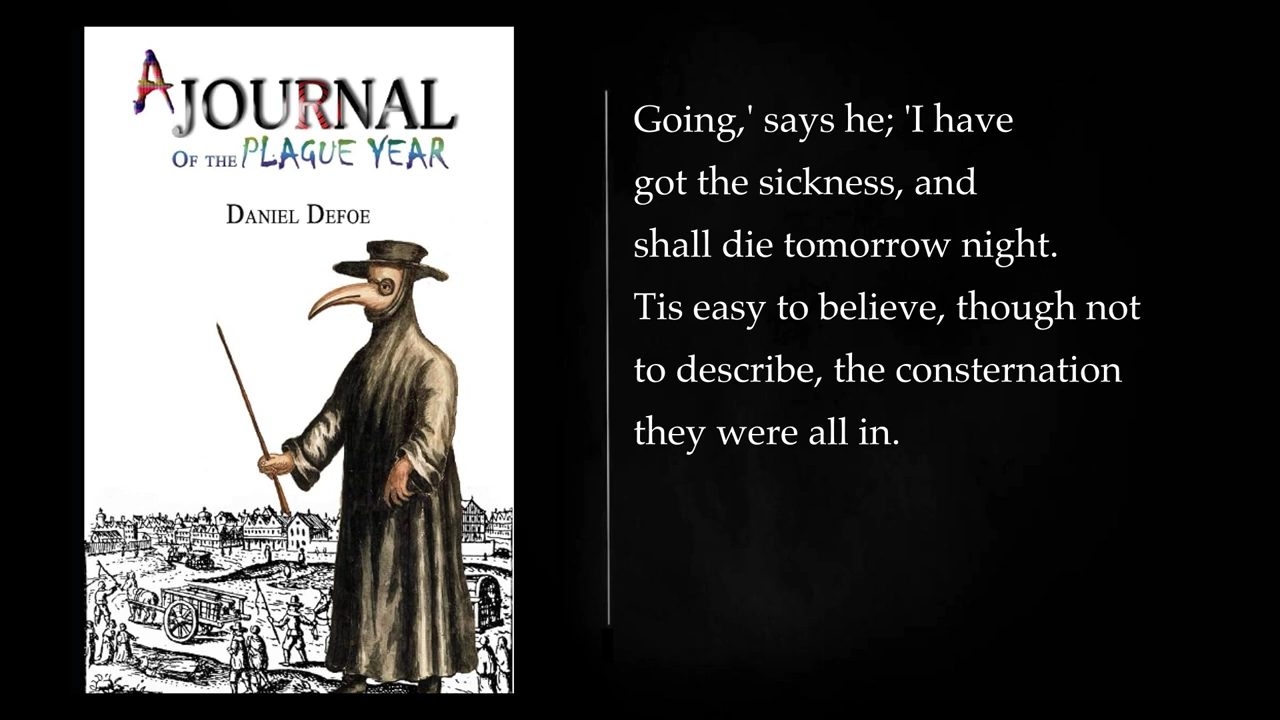 A JOURNAL
OF THE PLAGUE YEAR
DANIEL DEFOE
Going,' says he; 'I have
got the sickness, and
shall die tomorrow night.
Tis easy to believe, though not
to describe, the consternation
they were all in.